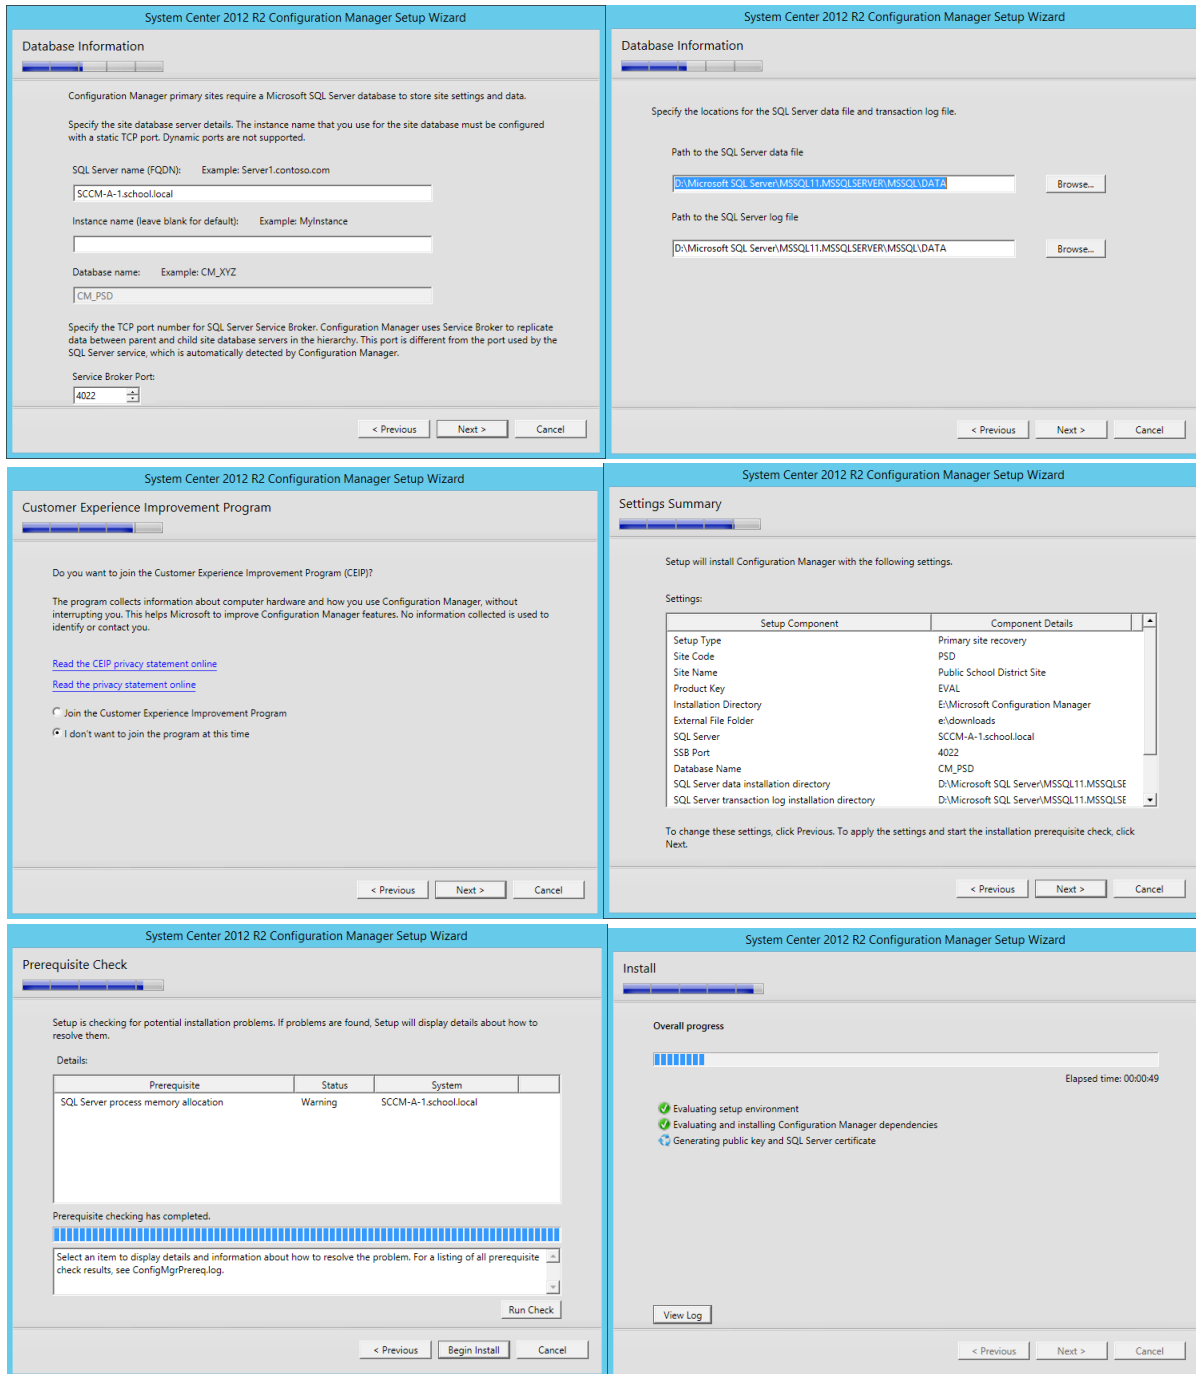 System Center 2012 R2 Configuration Manager Setup Wizard
Database Information
Configuration Manager primary sites require a Microsoft SQL Server database to store site settings and data.
Specify the site database server details. The instance name that you use for the site database must be configured
with a static TCP port. Dynamic ports are not supported.
SQL Server name (FQDN): Example: Server1.contoso.com
SCCM-A-1.school.local
Instance name (leave blank for default): Example: MyInstance
Database name: Example: CM_XYZ
CM_PSD
Specify the TCP port number for SQL Server Service Broker. Configuration Manager uses Service Broker to replicate
data between parent and child site database servers in the hierarchy. This port is different from the port used by the
SQL Server service, which is automatically detected by Configuration Manager.
Service Broker Port:
4022
< Previous Next > Cancel
System Center 2012 R2 Configuration Manager Setup Wizard
Database Information
Specify the locations for the SQL Server data file and transaction log file.
Path to the SQL Server data file
D:\Microsoft SQL Server\MSSQL11.MSSQLSERVER\MSSQL\DATA Browse...
Path to the SQL Server log file
D:\Microsoft SQL Server\MSSQL11.MSSQLSERVER\MSSQL\DATA Browse...
< Previous Next > Cancel
System Center 2012 R2 Configuration Manager Setup Wizard
Customer Experience Improvement Program
Do you want to join the Customer Experience Improvement Program (CEIP)?
The program collects information about computer hardware and how you use Configuration Manager, without
interrupting you. This helps Microsoft to improve Configuration Manager features. No information collected is used to
identify or contact you.
Read the CEIP privacy statement online
Read the privacy statement online
Join the Customer Experience Improvement Program
I don't want to join the program at this time
< Previous Next > Cancel
System Center 2012 R2 Configuration Manager Setup Wizard
Settings Summary
Setup will install Configuration Manager with the following settings.
Settings:
Setup Component Component Details
Setup Type Primary site recovery
Site Code PSD
Site Name Public School District Site
Product Key EVAL
Installation Directory E:\Microsoft Configuration Manager
External File Folder e:\downloads
SQL Server SCCM-A-1.school.local
SSB Port 4022
Database Name CM_PSD
SQL Server data installation directory D:\Microsoft SQL Server\MSSQL11.MSSQLSE
SQL Server transaction log installation directory D:\Microsoft SQL Server\MSSQL11.MSSQLSE
To change these settings, click Previous. To apply the settings and start the installation prerequisite check, click
Next.
< Previous Next > Cancel
System Center 2012 R2 Configuration Manager Setup Wizard
Prerequisite Check
Setup is checking for potential installation problems. If problems are found, Setup will display details about how to
resolve them.
Details:
Prerequisite Status System
SQL Server process memory allocation Warning SCCM-A-1.school.local
Prerequisite checking has completed.
Select an item to display details and information about how to resolve the problem. For a listing of all prerequisite
check results, see ConfigMgrPrereq.log.
Run Check
< Previous Begin Install Cancel
System Center 2012 R2 Configuration Manager Setup Wizard
Install
Overall progress
Elapsed time: 00:00:49
Evaluating setup environment
Evaluating and installing Configuration Manager dependencies
Generating public key and SQL Server certificate
View Log
< Previous Next > Cancel